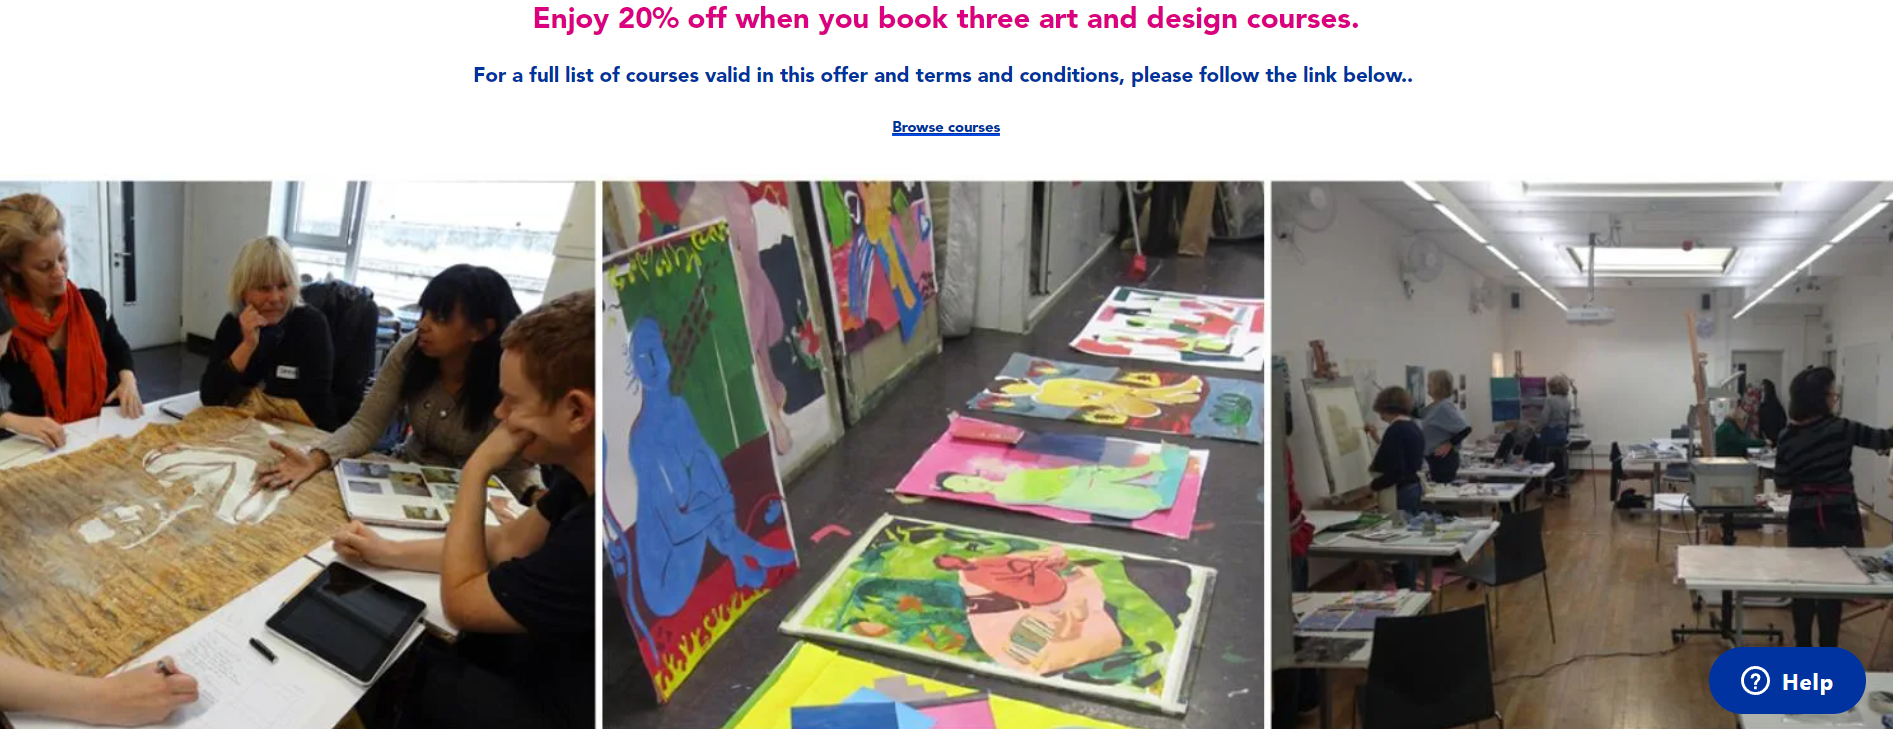 Enjoy 20% off when you book three art and design courses.
For a full list of courses valid in this offer and terms and conditions, please follow the link below..
Browse courses
Help